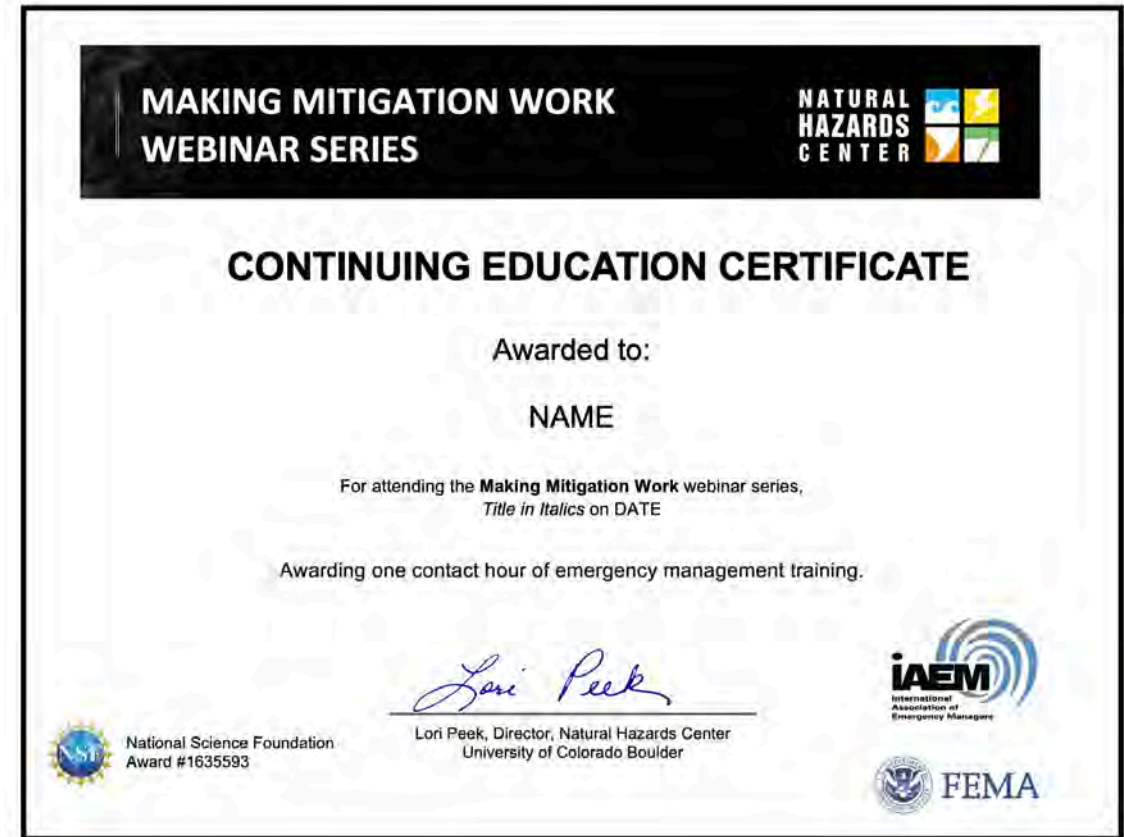 MAKING MITIGATION WORK
WEBINAR SERIES
NATURAL
HAZARDS
CENTER
CONTINUING EDUCATION CERTIFICATE
Awarded to:
NAME
For attending the Making Mitigation Work webinar series,
Title in Italics on DATE
Awarding one contact hour of emergency management training.
Lori Peek
Lori Peek, Director, Natural Hazards Center
University of Colorado Boulder
NSF
National Science Foundation
Award #1635593
iAEM
International
Association of
Emergency Managers
FEMA